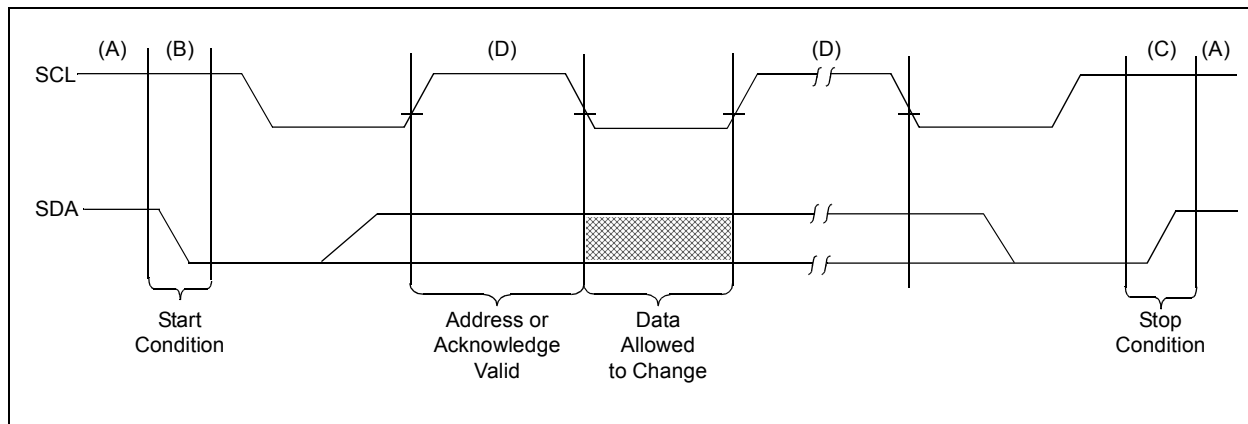 (A) (B) (D) (D) (C) (A)
SCL
SDA
Start
Condition
Address or
Acknowledge
Valid
Data
Allowed
to Change
Stop
Condition